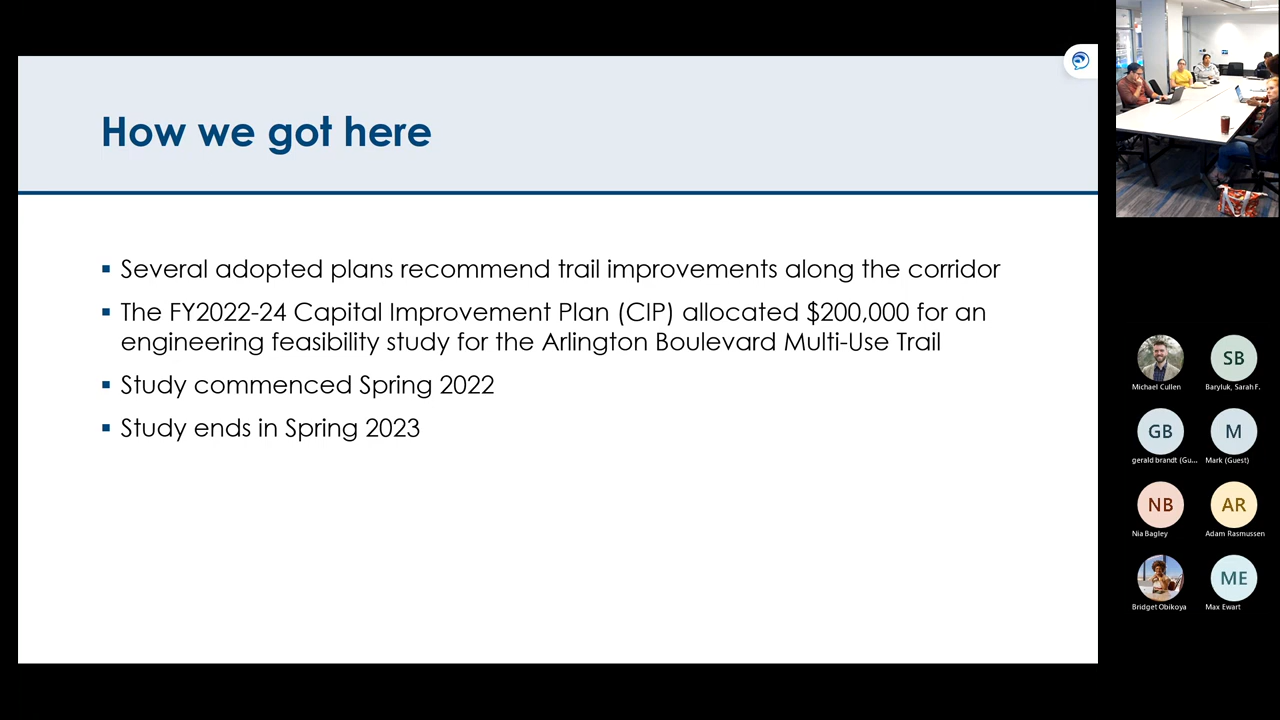 How we got here
Several adopted plans recommend trail improvements along the corridor
The FY2022-24 Capital Improvement Plan (CIP) allocated $200,000 for an
engineering feasibility study for the Arlington Boulevard Multi-Use Trail
Study commenced Spring 2022
Study ends in Spring 2023
SB
Michael Cullen
Baryluk, Sarah F.
GB
M
gerald brandt (Gu...
Mark (Guest)
NB
AR
Nia Bagley
Adam Rasmussen
ME
Bridget Obikoya
Max Ewart